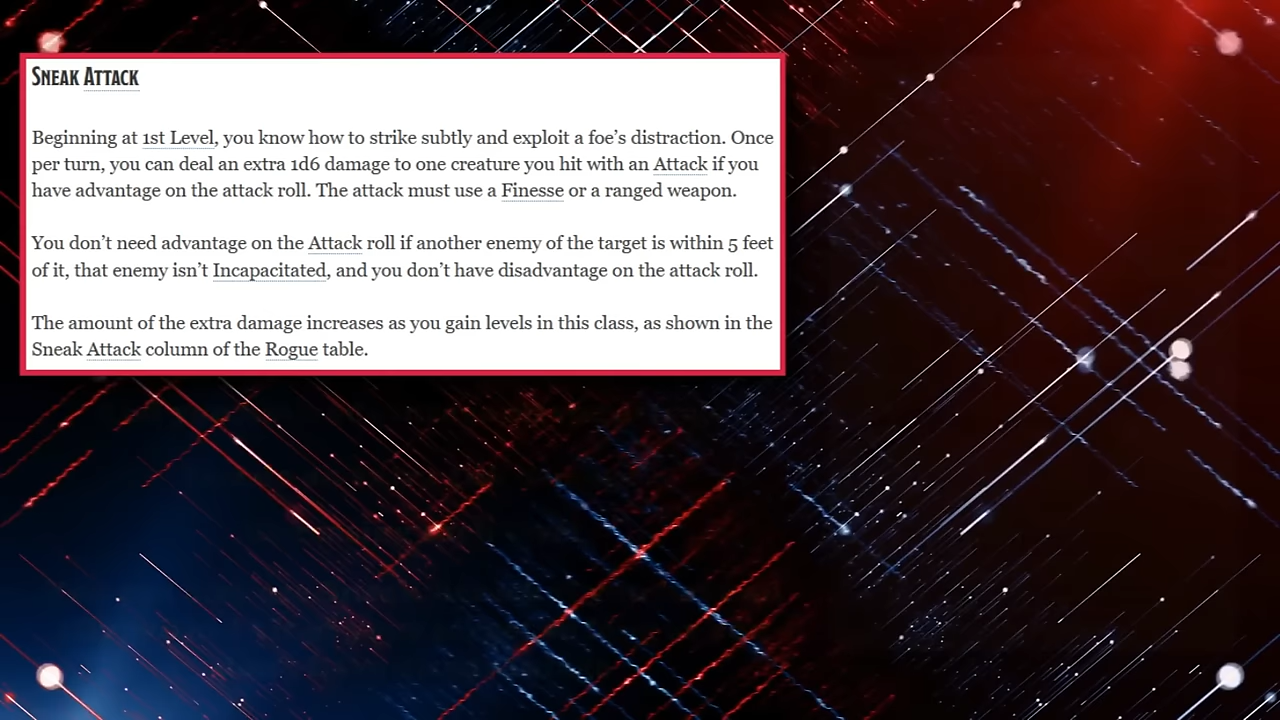 Sneak Attack
Beginning at 1st Level, you know how to strike subtly and exploit a foe’s distraction. Once
per turn, you can deal an extra 1d6 damage to one creature you hit with an Attack if you
have advantage on the attack roll. The attack must use a Finesse or a ranged weapon.
You don’t need advantage on the Attack roll if another enemy of the target is within 5 feet
of it, that enemy isn’t Incapacitated, and you don’t have disadvantage on the attack roll.
The amount of the extra damage increases as you gain levels in this class, as shown in the
Sneak Attack column of the Rogue table.